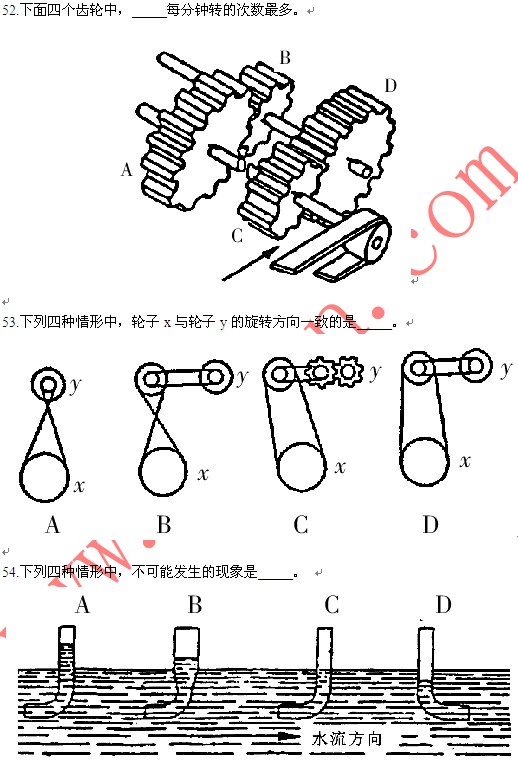 52.下面四个齿轮中，_____每分钟转的次数最多。
B
D
A
C
53.下列四种情形中，轮子 x 与轮子 y 的旋转方向一致的是_____。
y y y y
x x x x
A B C D
54.下列四种情形中，不可能发生的现象是_____。
A B C D
水流方向